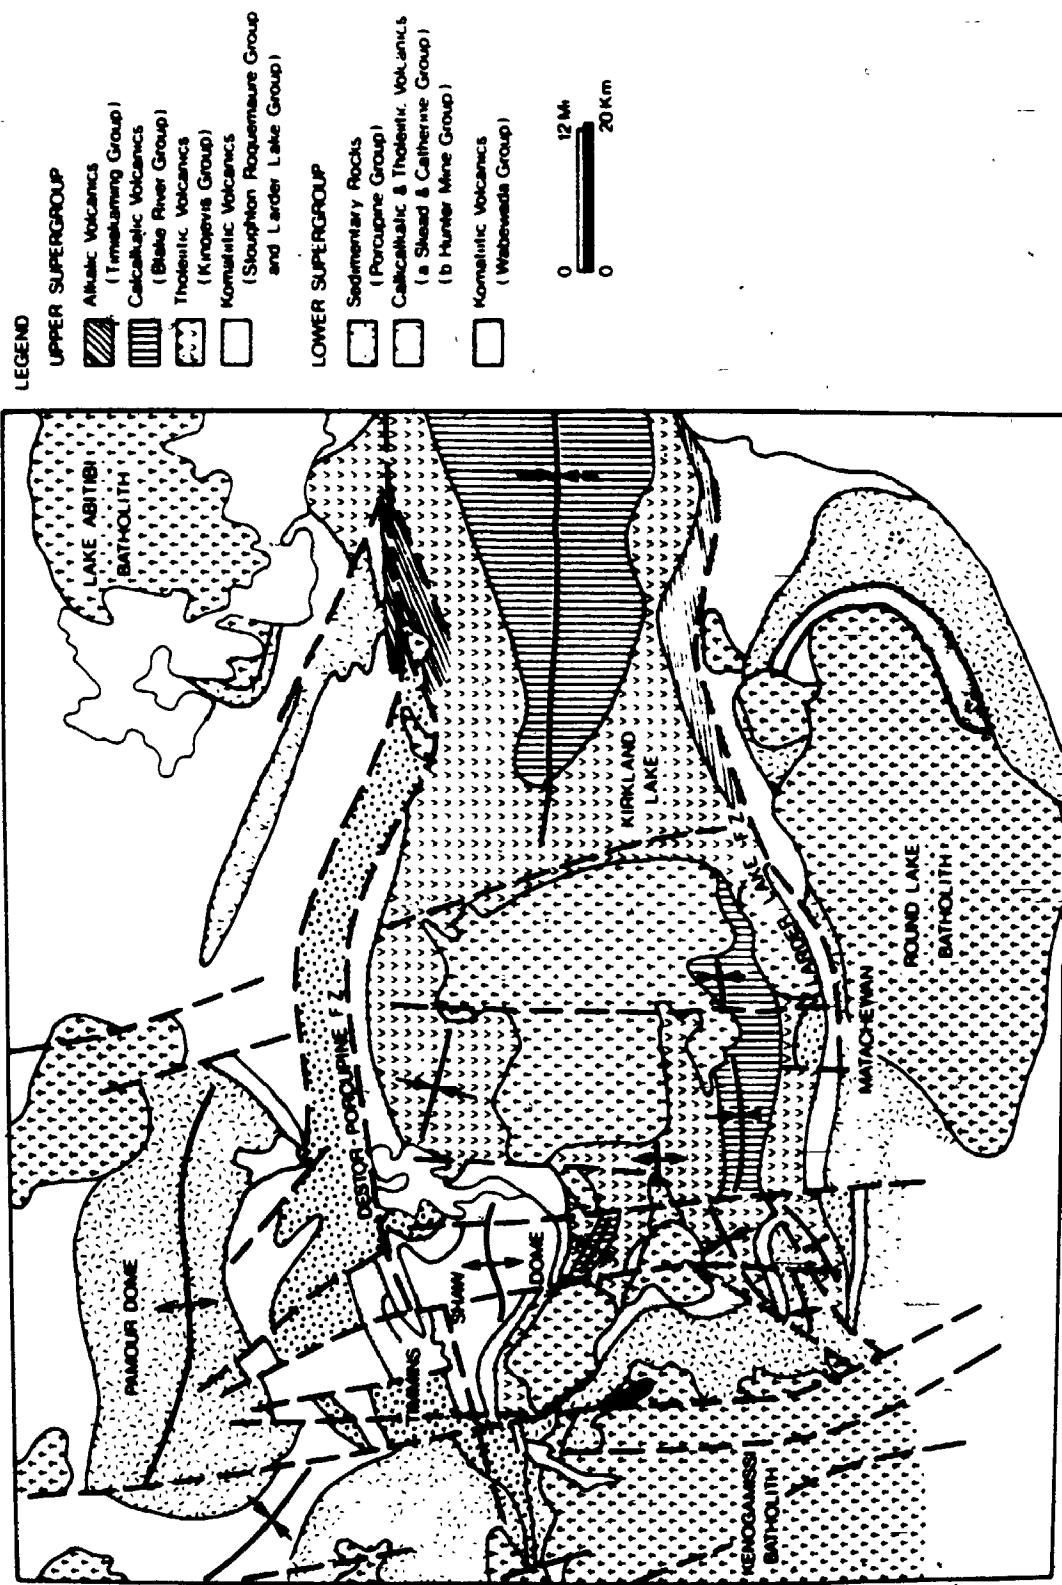 LEGEND
UPPER SUPERGROUP
Alkalic Volcanics
(Timiskaming Group)
Calcalkalic Volcanics
(Blake River Group)
Tholeiitic Volcanics
(Kinojevis Group)
Komatiitic Volcanics
(Stoughton Roquemaure Group
and Larder Lake Group)
LOWER SUPERGROUP
Sedimentary Rocks
(Porcupine Group)
Calkalkalic & Tholeiitic Volcanics
(a Skead & Catherine Group)
(b Hunter Mine Group)
Komatiitic Volcanics
(Wabewada Group)
0 12 Mi
0 20 Km
LAKE ABITIBI
BATHOLITH
PAMOUR DOME
DESTOR PORCUPINE F Z
KIRKLAND
LAKE
TIMMINS
SHAW
DOME
LARDER LAKE F Z
MATACHEWAN
ROUND LAKE
BATHOLITH
KENOGAMISSI
BATHOLITH